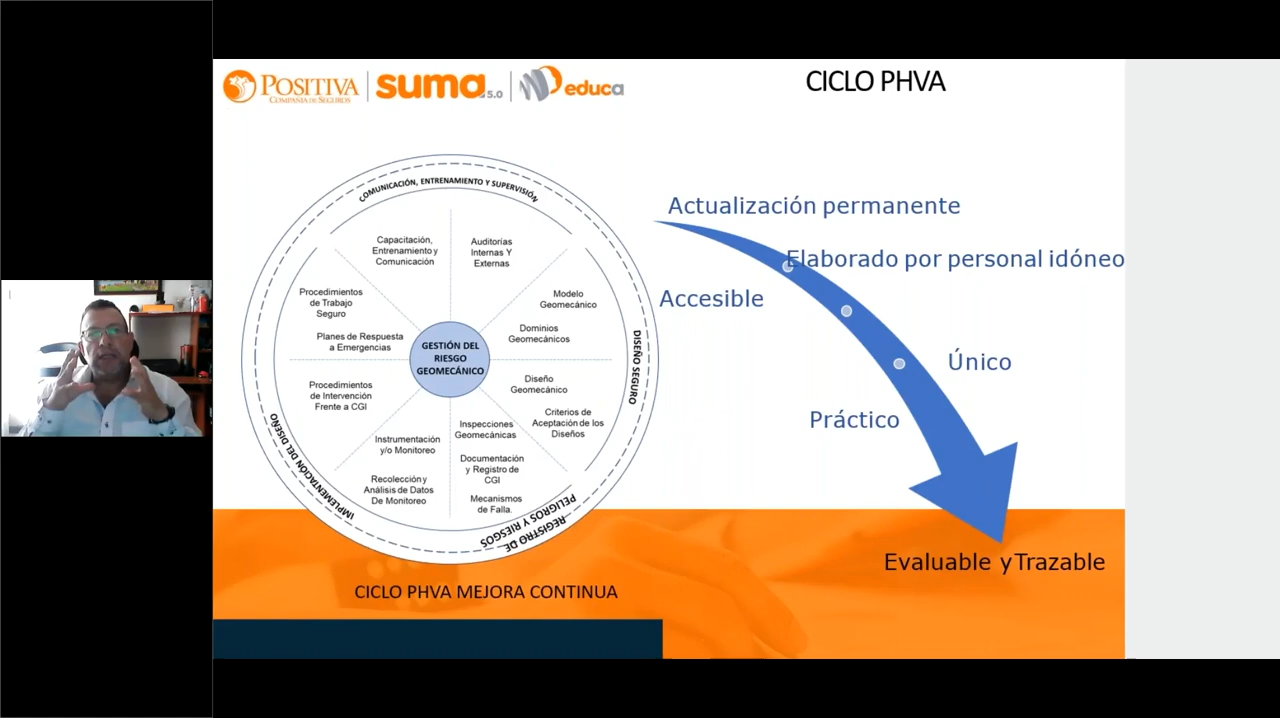 POSITIVA
COMPAÑÍA DE SEGUROS
suma 5.0
educa
CICLO PHVA
COMUNICACIÓN, ENTRENAMIENTO Y SUPERVISIÓN
Capacitación,
Entrenamiento y
Comunicación
Auditorías
Internas Y
Externas
Procedimientos
de Trabajo
Seguro
Planes de Respuesta
a Emergencias
Modelo
Geomecánico
Dominios
Geomecánicos
GESTIÓN DEL
RIESGO
GEOMECÁNICO
DISEÑO SEGURO
Diseño
Geomecánico
Criterios de
Aceptación de los
Diseños
Procedimientos
de Intervención
Frente a CGI
Instrumentación
y/o Monitoreo
Recolección y
Análisis de Datos
De Monitoreo
Inspecciones
Geomecánicas
Documentación
y Registro de
CGI
Mecanismos
de Falla.
IMPLEMENTACIÓN DEL DISEÑO
REGISTRO DE
PELIGROS Y RIESGOS
CICLO PHVA MEJORA CONTINUA
Actualización permanente
Elaborado por personal idóneo
Accesible
Único
Práctico
Evaluable y Trazable